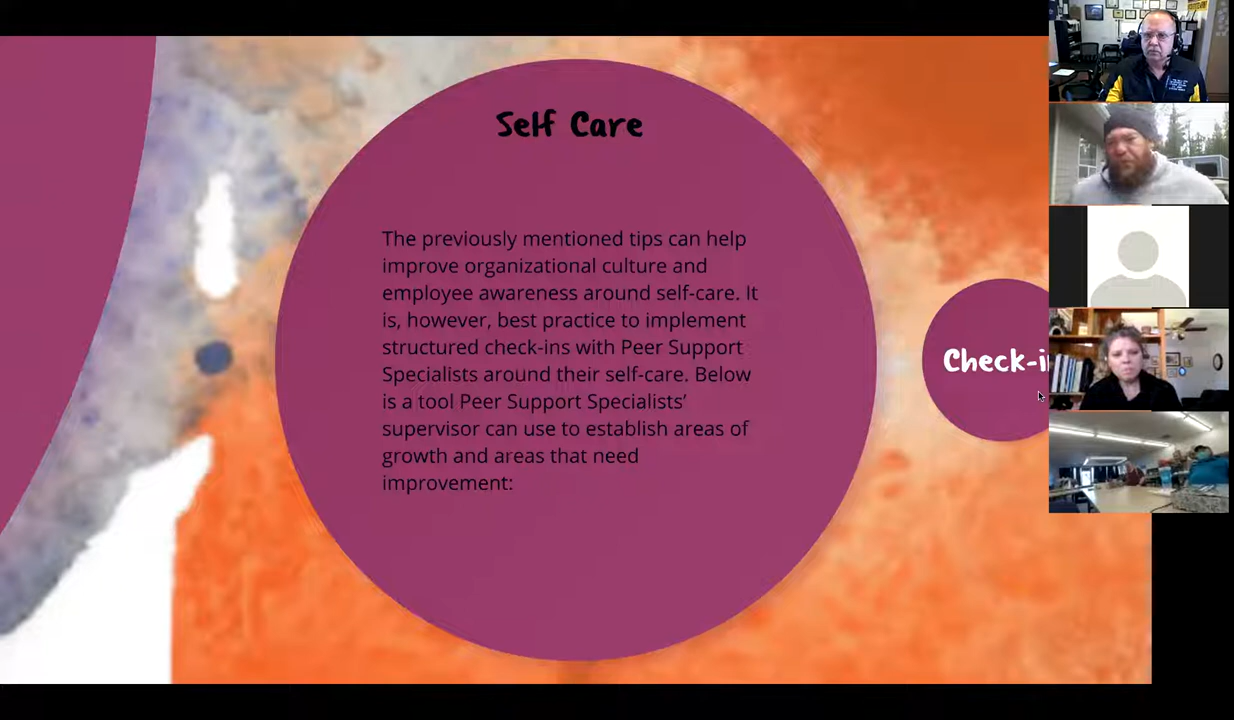 Self Care
The previously mentioned tips can help
improve organizational culture and
employee awareness around self-care. It
is, however, best practice to implement
structured check-ins with Peer Support
Specialists around their self-care. Below
is a tool Peer Support Specialists’
supervisor can use to establish areas of
growth and areas that need
improvement:
Check-i